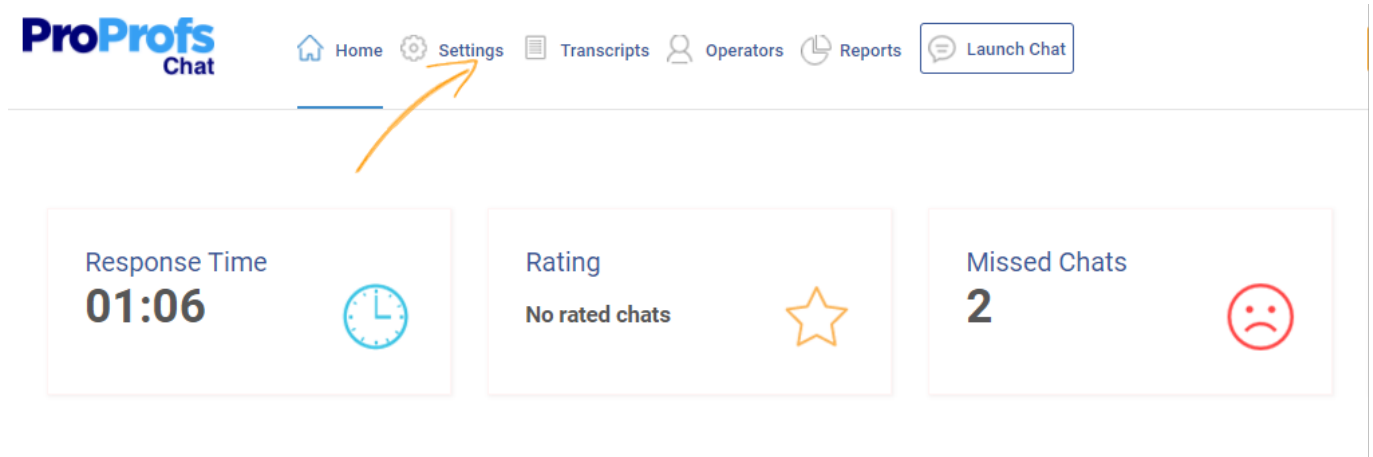 ProProfs
Chat
Home Settings Transcripts Operators Reports Launch Chat
Response Time
01:06
Rating
No rated chats
Missed Chats
2